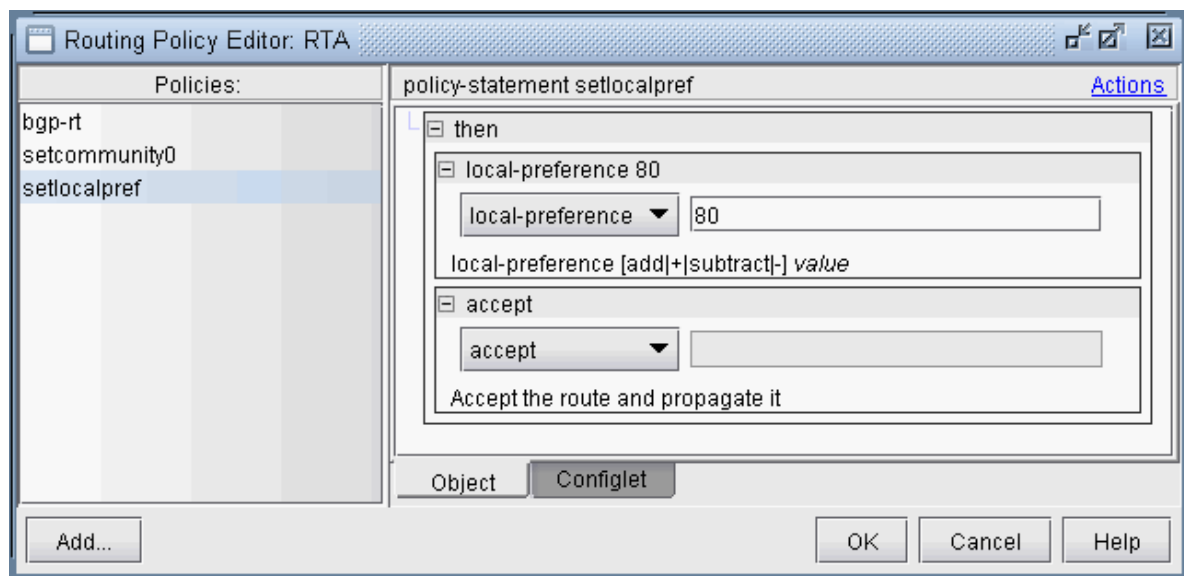 Routing Policy Editor: RTA
Policies:
bgp-rt
setcommunity0
setlocalpref
policy-statement setlocalpref Actions
then
local-preference 80
local-preference 80
local-preference [add|+|subtract|-] value
accept
accept
Accept the route and propagate it
Object Configlet
Add... OK Cancel Help